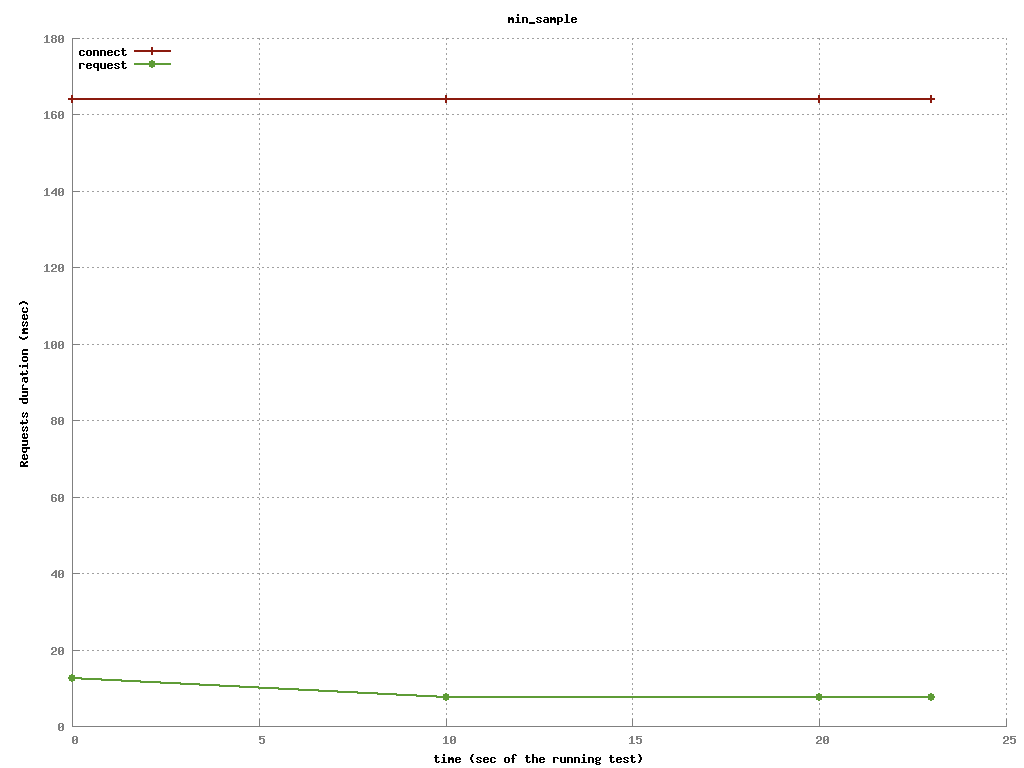 min_sample
180
connect
request
160
140
120
100
80
60
40
20
0
0 5 10 15 20 25
time (sec of the running test)
Requests duration (msec)